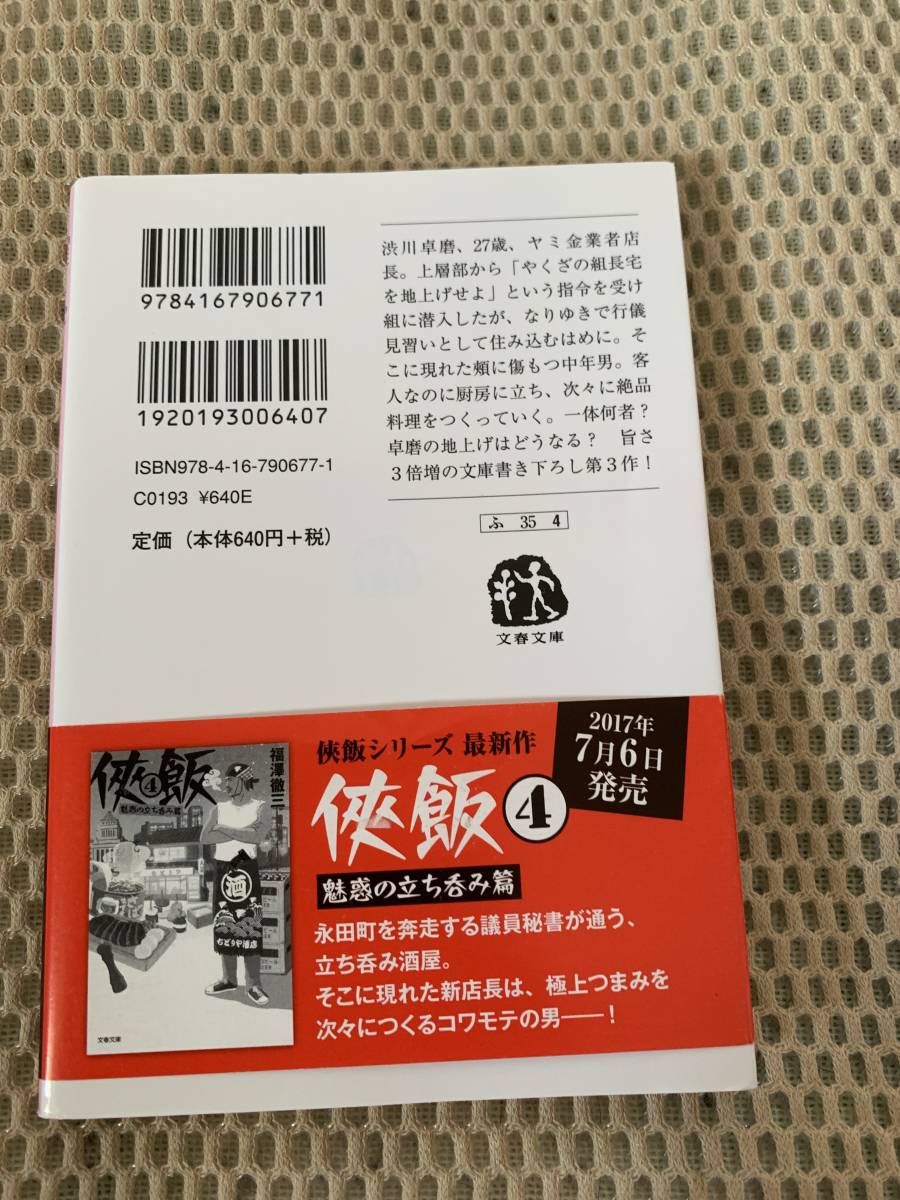 9784167906771
1920193006407
ISBN978-4-16-790677-1
C0193 ¥640E
定価（本体640円＋税）
渋川卓磨、27歳、ヤミ金業者店
長。上層部から「やくざの組長宅
を地上げせよ」という指令を受け
組に潜入したが、なりゆきで行儀
見習いとして住み込むはめに。そ
こに現れた頰に傷もつ中年男。客
人なのに厨房に立ち、次々に絶品
料理をつくっていく。一体何者？
卓磨の地上げはどうなる？　旨さ
３倍増の文庫書き下ろし第３作！
ふ 35 4
文春文庫
2017年
7月6日
発売
侠飯シリーズ 最新作
侠飯④
魅惑の立ち呑み篇
永田町を奔走する議員秘書が通う、
立ち呑み酒屋。
そこに現れた新店長は、極上つまみを
次々につくるコワモテの男――！
侠飯④
魅惑の立ち呑み篇
福澤徹三
酒
ちどりや酒店
文春文庫